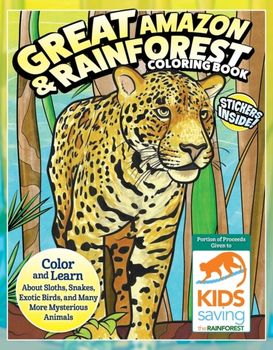 GREAT AMAZON
& RAINFOREST
COLORING BOOK
STICKERS
INSIDE!
Portion of Proceeds
Given to
KIDS
saving
the RAINFOREST
Color
and Learn
About Sloths, Snakes,
Exotic Birds, and Many
More Mysterious
Animals